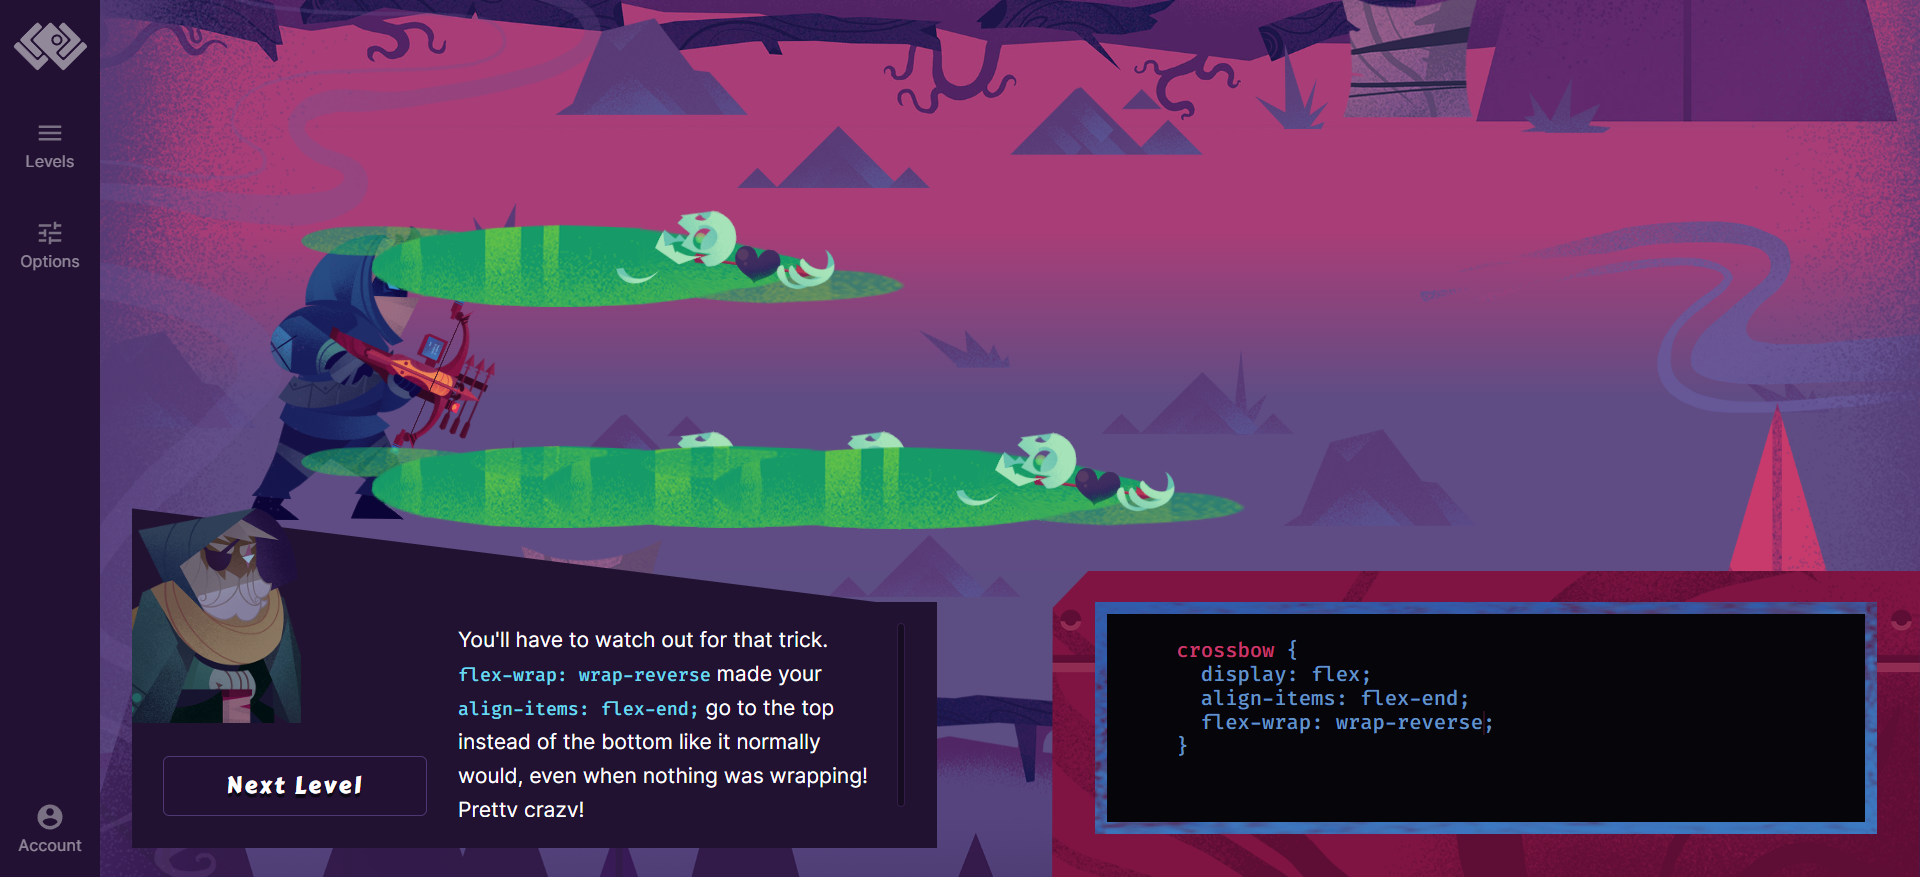 Levels
Options
Account
You'll have to watch out for that trick.
flex-wrap: wrap-reverse made your
align-items: flex-end; go to the top
instead of the bottom like it normally
would, even when nothing was wrapping!
Pretty crazy!
Next Level
crossbow {
display: flex;
align-items: flex-end;
flex-wrap: wrap-reverse;
}